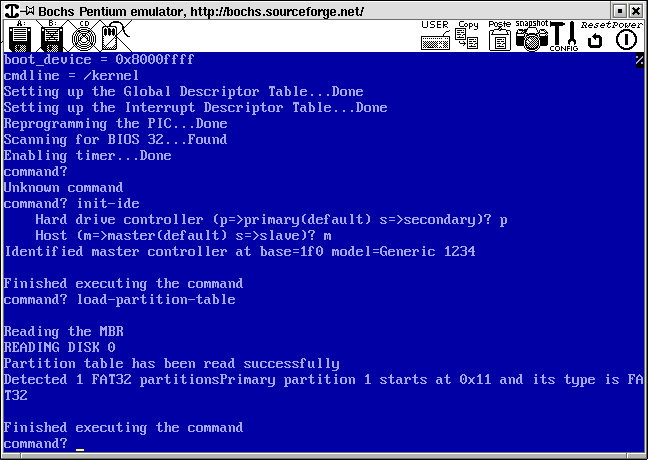 Bochs Pentium emulator, http://bochs.sourceforge.net/
A: B: CD USER Copy Paste snapshot CONFIG Reset Power
boot_device = 0x8000ffff
cmdline = /kernel
Setting up the Global Descriptor Table...Done
Setting up the Interrupt Descriptor Table...Done
Reprogramming the PIC...Done
Scanning for BIOS 32...Found
Enabling timer...Done
command?
Unknown command
command? init-ide
    Hard drive controller (p=>primary(default) s=>secondary)? p
    Host (m=>master(default) s=>slave)? m
Identified master controller at base=1f0 model=Generic 1234

Finished executing the command
command? load-partition-table

Reading the MBR
READING DISK 0
Partition table has been read successfully
Detected 1 FAT32 partitionsPrimary partition 1 starts at 0x11 and its type is FA
T32

Finished executing the command
command? _